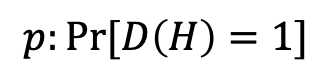 p: Pr[D(H) = 1]